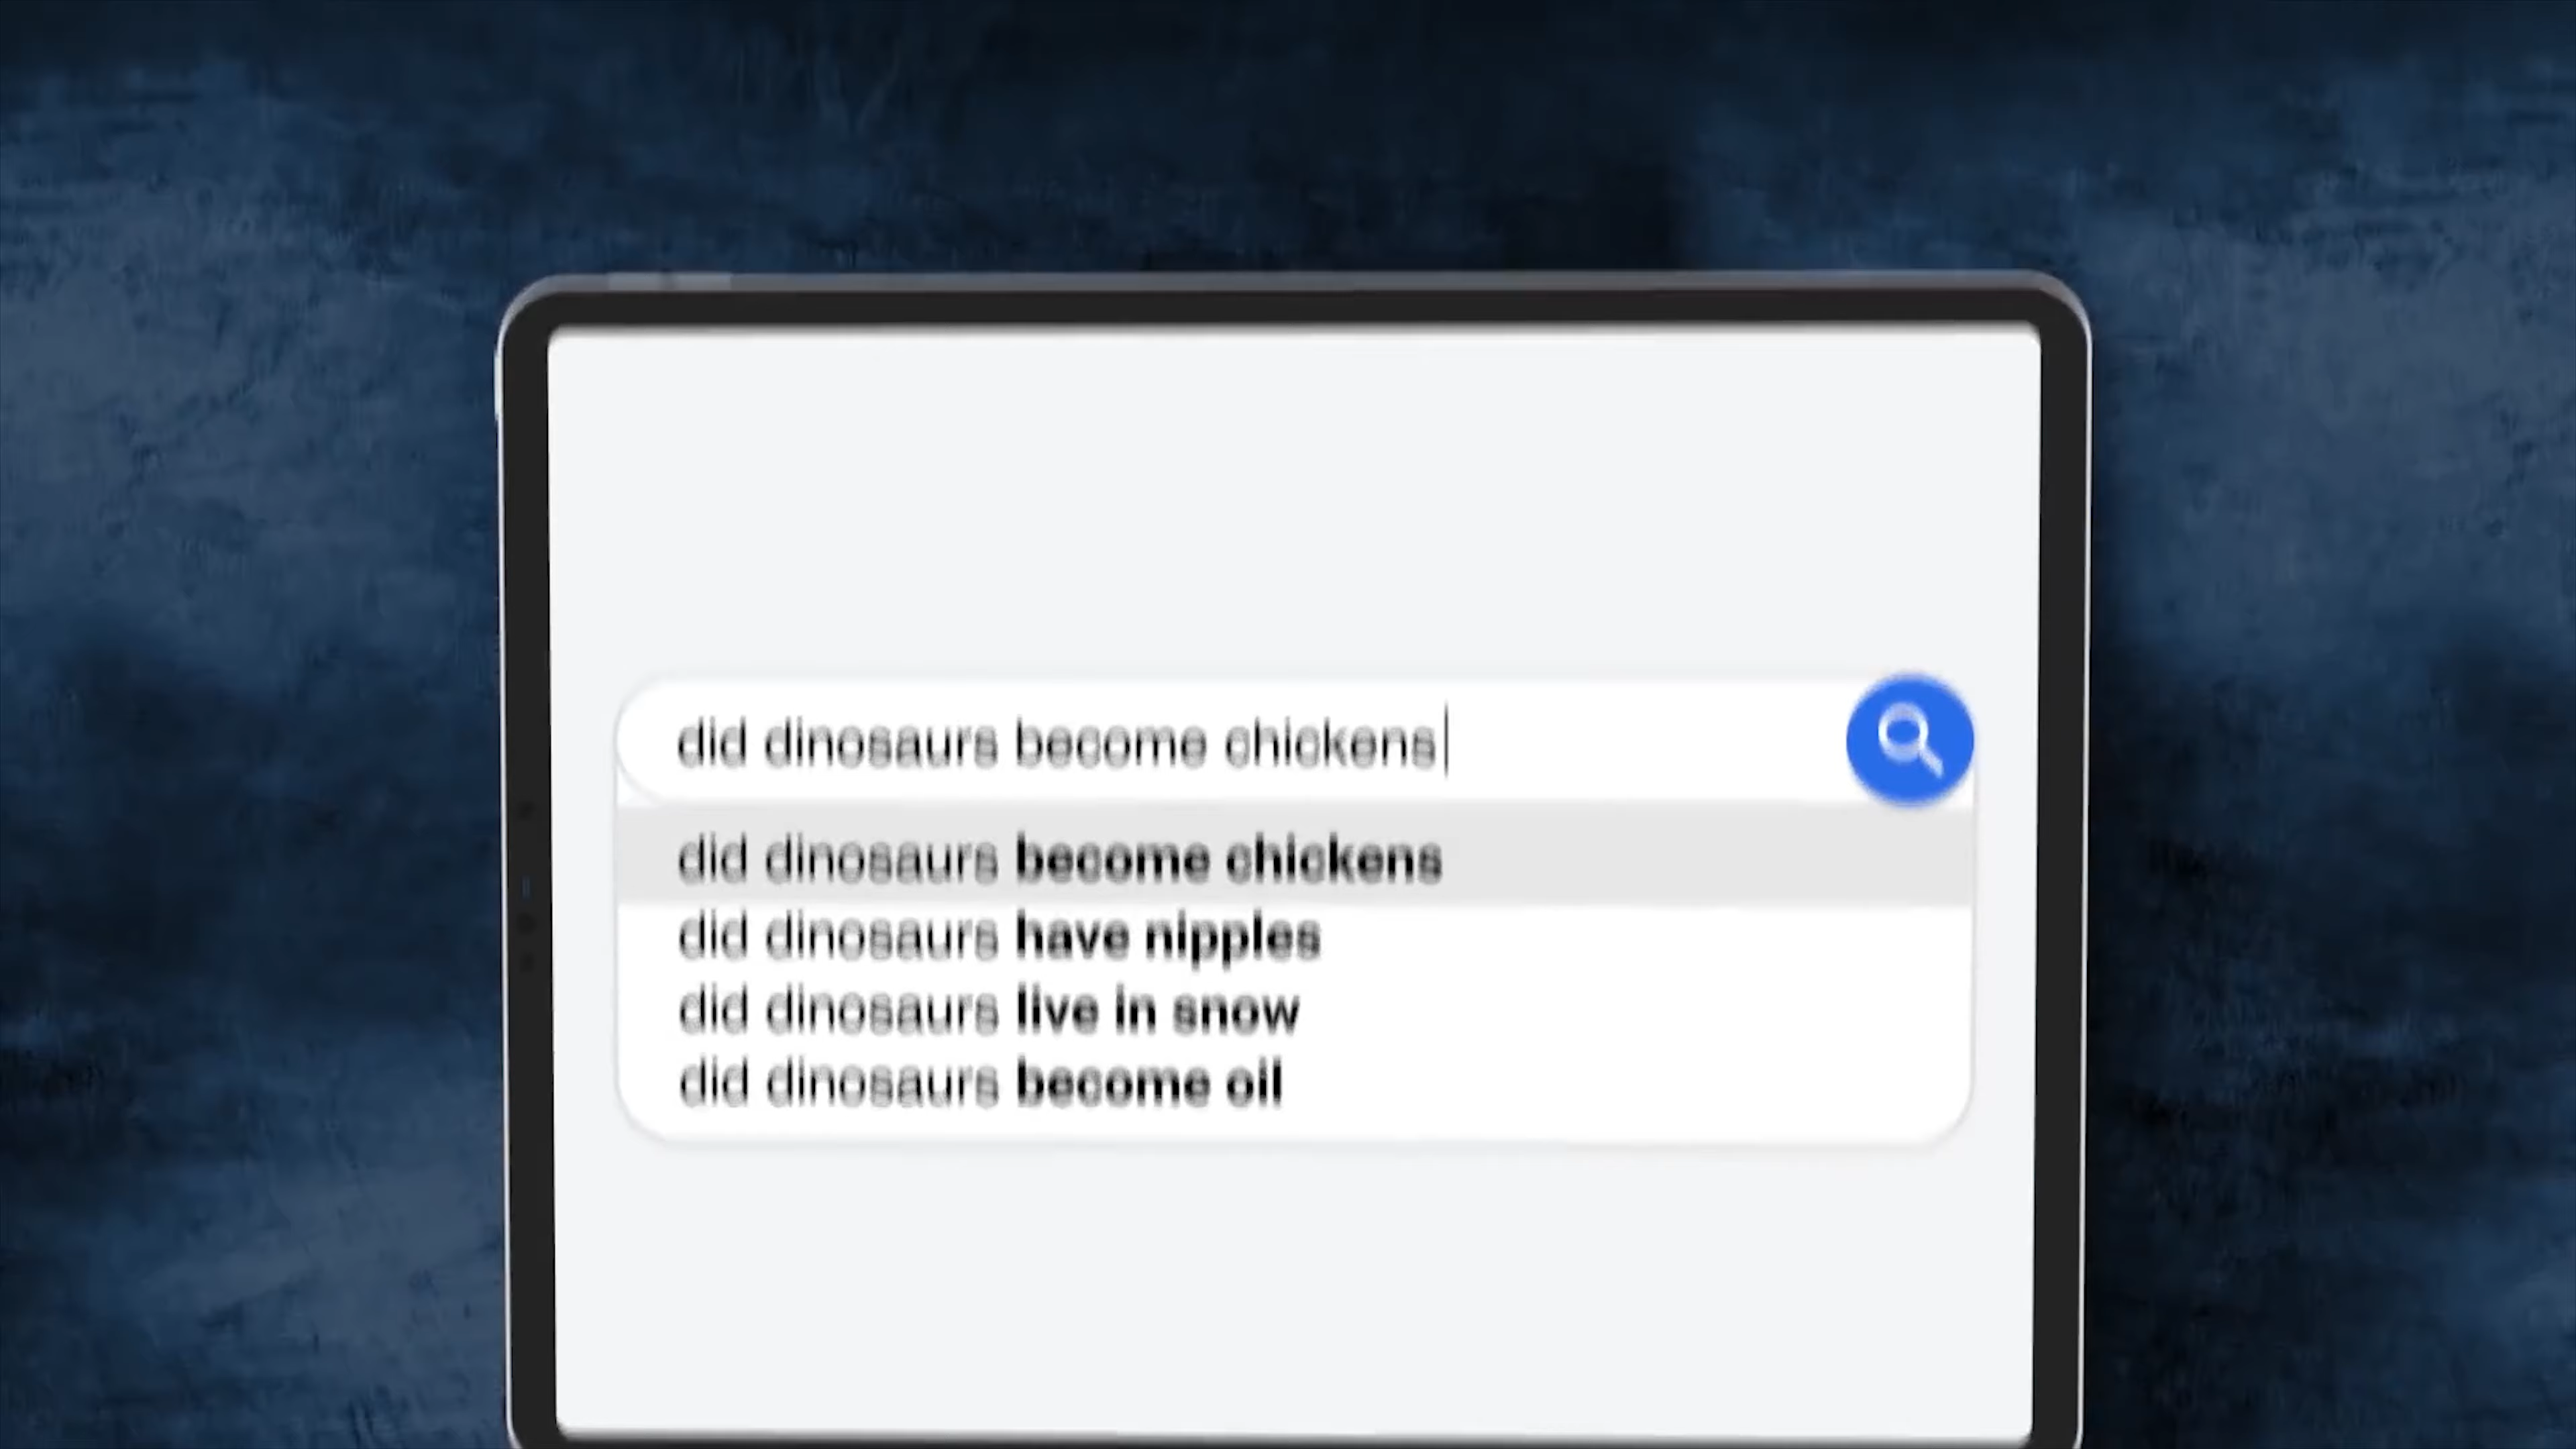 did dinosaurs become chickens
did dinosaurs become chickens
did dinosaurs have nipples
did dinosaurs live in snow
did dinosaurs become oil